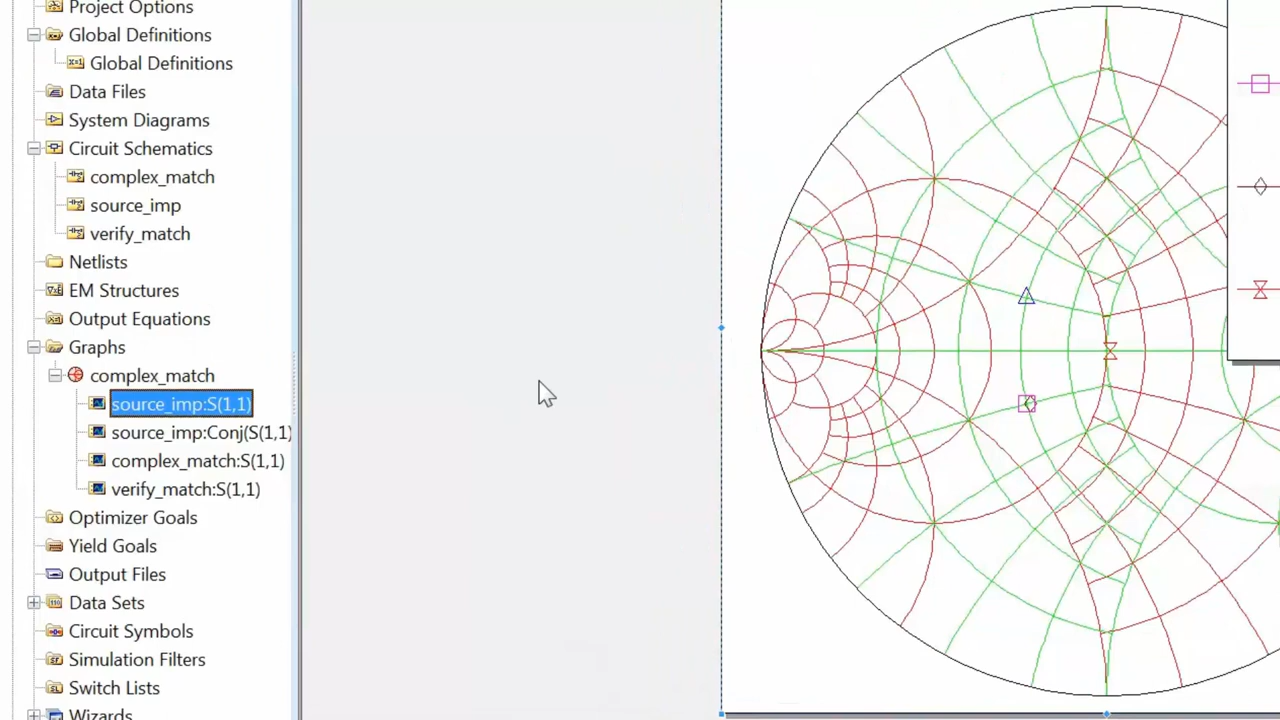 Project Options
Global Definitions
Global Definitions
Data Files
System Diagrams
Circuit Schematics
complex_match
source_imp
verify_match
Netlists
EM Structures
Output Equations
Graphs
complex_match
source_imp:S(1,1)
source_imp:Conj(S(1,1)
complex_match:S(1,1)
verify_match:S(1,1)
Optimizer Goals
Yield Goals
Output Files
Data Sets
Circuit Symbols
Simulation Filters
Switch Lists
Wizards